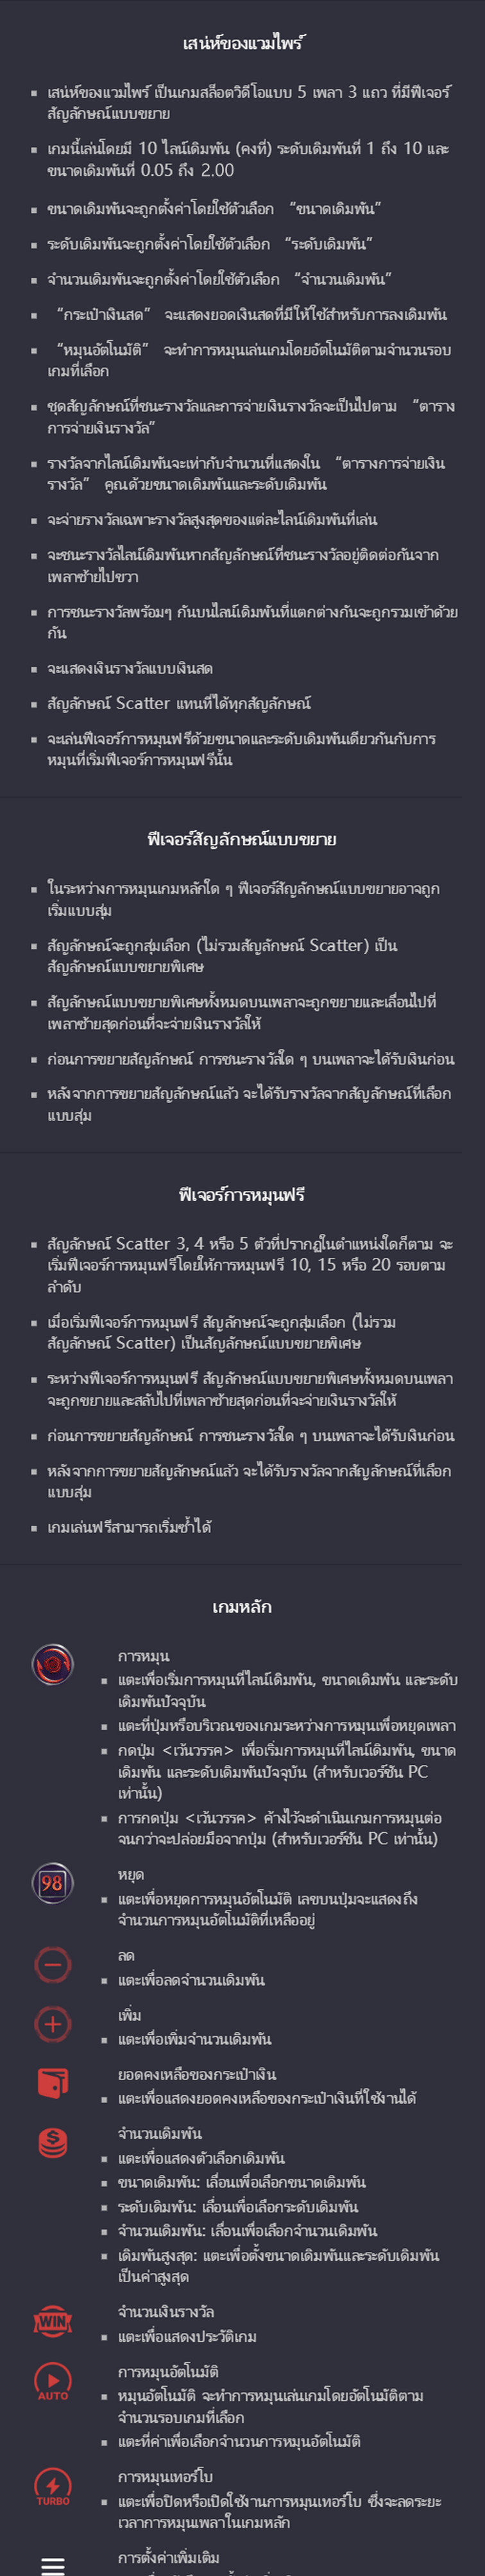 เสน่ห์ของแวมไพร์
เสน่ห์ของแวมไพร์ เป็นเกมสล็อตวิดีโอแบบ 5 เพลา 3 แถว ที่มีฟีเจอร์
สัญลักษณ์แบบขยาย
เกมนี้เล่นโดยมี 10 ไลน์เดิมพัน (คงที่) ระดับเดิมพันที่ 1 ถึง 10 และ
ขนาดเดิมพันที่ 0.05 ถึง 2.00
ขนาดเดิมพันจะถูกตั้งค่าโดยใช้ตัวเลือก “ขนาดเดิมพัน”
ระดับเดิมพันจะถูกตั้งค่าโดยใช้ตัวเลือก “ระดับเดิมพัน”
จำนวนเดิมพันจะถูกตั้งค่าโดยใช้ตัวเลือก “จำนวนเดิมพัน”
“กระเป๋าเงินสด” จะแสดงยอดเงินสดที่มีให้ใช้สำหรับการลงเดิมพัน
“หมุนอัตโนมัติ” จะทำการหมุนเล่นเกมโดยอัตโนมัติตามจำนวนรอบ
เกมที่เลือก
ชุดสัญลักษณ์ที่ชนะรางวัลและการจ่ายเงินรางวัลจะเป็นไปตาม “ตาราง
การจ่ายเงินรางวัล”
รางวัลจากไลน์เดิมพันจะเท่ากับจำนวนที่แสดงใน “ตารางการจ่ายเงิน
รางวัล” คูณด้วยขนาดเดิมพันและระดับเดิมพัน
จะจ่ายรางวัลเฉพาะรางวัลสูงสุดของแต่ละไลน์เดิมพันที่เล่น
จะชนะรางวัลไลน์เดิมพันหากสัญลักษณ์ที่ชนะรางวัลอยู่ติดต่อกันจาก
เพลาซ้ายไปขวา
การชนะรางวัลพร้อมๆ กันบนไลน์เดิมพันที่แตกต่างกันจะถูกรวมเข้าด้วย
กัน
จะแสดงเงินรางวัลแบบเงินสด
สัญลักษณ์ Scatter แทนที่ได้ทุกสัญลักษณ์
จะเล่นฟีเจอร์การหมุนฟรีด้วยขนาดและระดับเดิมพันเดียวกันกับการ
หมุนที่เริ่มฟีเจอร์การหมุนฟรีนั้น
ฟีเจอร์สัญลักษณ์แบบขยาย
ในระหว่างการหมุนเกมหลักใด ๆ ฟีเจอร์สัญลักษณ์แบบขยายอาจถูก
เริ่มแบบสุ่ม
สัญลักษณ์จะถูกสุ่มเลือก (ไม่รวมสัญลักษณ์ Scatter) เป็น
สัญลักษณ์แบบขยายพิเศษ
สัญลักษณ์แบบขยายพิเศษทั้งหมดบนเพลาจะถูกขยายและเลื่อนไปที่
เพลาซ้ายสุดก่อนที่จะจ่ายเงินรางวัลให้
ก่อนการขยายสัญลักษณ์ การชนะรางวัลใด ๆ บนเพลาจะได้รับเงินก่อน
หลังจากการขยายสัญลักษณ์แล้ว จะได้รับรางวัลจากสัญลักษณ์ที่เลือก
แบบสุ่ม
ฟีเจอร์การหมุนฟรี
สัญลักษณ์ Scatter 3, 4 หรือ 5 ตัวที่ปรากฏในตำแหน่งใดก็ตาม จะ
เริ่มฟีเจอร์การหมุนฟรีโดยให้การหมุนฟรี 10, 15 หรือ 20 รอบตาม
ลำดับ
เมื่อเริ่มฟีเจอร์การหมุนฟรี สัญลักษณ์จะถูกสุ่มเลือก (ไม่รวม
สัญลักษณ์ Scatter) เป็นสัญลักษณ์แบบขยายพิเศษ
ระหว่างฟีเจอร์การหมุนฟรี สัญลักษณ์แบบขยายพิเศษทั้งหมดบนเพลา
จะถูกขยายและสลับไปที่เพลาซ้ายสุดก่อนที่จะจ่ายเงินรางวัลให้
ก่อนการขยายสัญลักษณ์ การชนะรางวัลใด ๆ บนเพลาจะได้รับเงินก่อน
หลังจากการขยายสัญลักษณ์แล้ว จะได้รับรางวัลจากสัญลักษณ์ที่เลือก
แบบสุ่ม
เกมเล่นฟรีสามารถเริ่มซ้ำได้
เกมหลัก
การหมุน
แตะเพื่อเริ่มการหมุนที่ไลน์เดิมพัน, ขนาดเดิมพัน และระดับ
เดิมพันปัจจุบัน
แตะที่ปุ่มหรือบริเวณของเกมระหว่างการหมุนเพื่อหยุดเพลา
กดปุ่ม <เว้นวรรค> เพื่อเริ่มการหมุนที่ไลน์เดิมพัน, ขนาด
เดิมพัน และระดับเดิมพันปัจจุบัน (สำหรับเวอร์ชัน PC
เท่านั้น)
การกดปุ่ม <เว้นวรรค> ค้างไว้จะดำเนินเกมการหมุนต่อ
จนกว่าจะปล่อยมือจากปุ่ม (สำหรับเวอร์ชัน PC เท่านั้น)
98
หยุด
แตะเพื่อหยุดการหมุนอัตโนมัติ เลขบนปุ่มจะแสดงถึง
จำนวนการหมุนอัตโนมัติที่เหลืออยู่
ลด
แตะเพื่อลดจำนวนเดิมพัน
เพิ่ม
แตะเพื่อเพิ่มจำนวนเดิมพัน
ยอดคงเหลือของกระเป๋าเงิน
แตะเพื่อแสดงยอดคงเหลือของกระเป๋าเงินที่ใช้งานได้
จำนวนเดิมพัน
แตะเพื่อแสดงตัวเลือกเดิมพัน
ขนาดเดิมพัน: เลื่อนเพื่อเลือกขนาดเดิมพัน
ระดับเดิมพัน: เลื่อนเพื่อเลือกระดับเดิมพัน
จำนวนเดิมพัน: เลื่อนเพื่อเลือกจำนวนเดิมพัน
เดิมพันสูงสุด: แตะเพื่อตั้งขนาดเดิมพันและระดับเดิมพัน
เป็นค่าสูงสุด
WIN
จำนวนเงินรางวัล
แตะเพื่อแสดงประวัติเกม
AUTO
การหมุนอัตโนมัติ
หมุนอัตโนมัติ จะทำการหมุนเล่นเกมโดยอัตโนมัติตาม
จำนวนรอบเกมที่เลือก
แตะที่ค่าเพื่อเลือกจำนวนการหมุนอัตโนมัติ
TURBO
การหมุนเทอร์โบ
แตะเพื่อปิดหรือเปิดใช้งานการหมุนเทอร์โบ ซึ่งจะลดระยะ
เวลาการหมุนเพลาในเกมหลัก
การตั้งค่าเพิ่มเติม